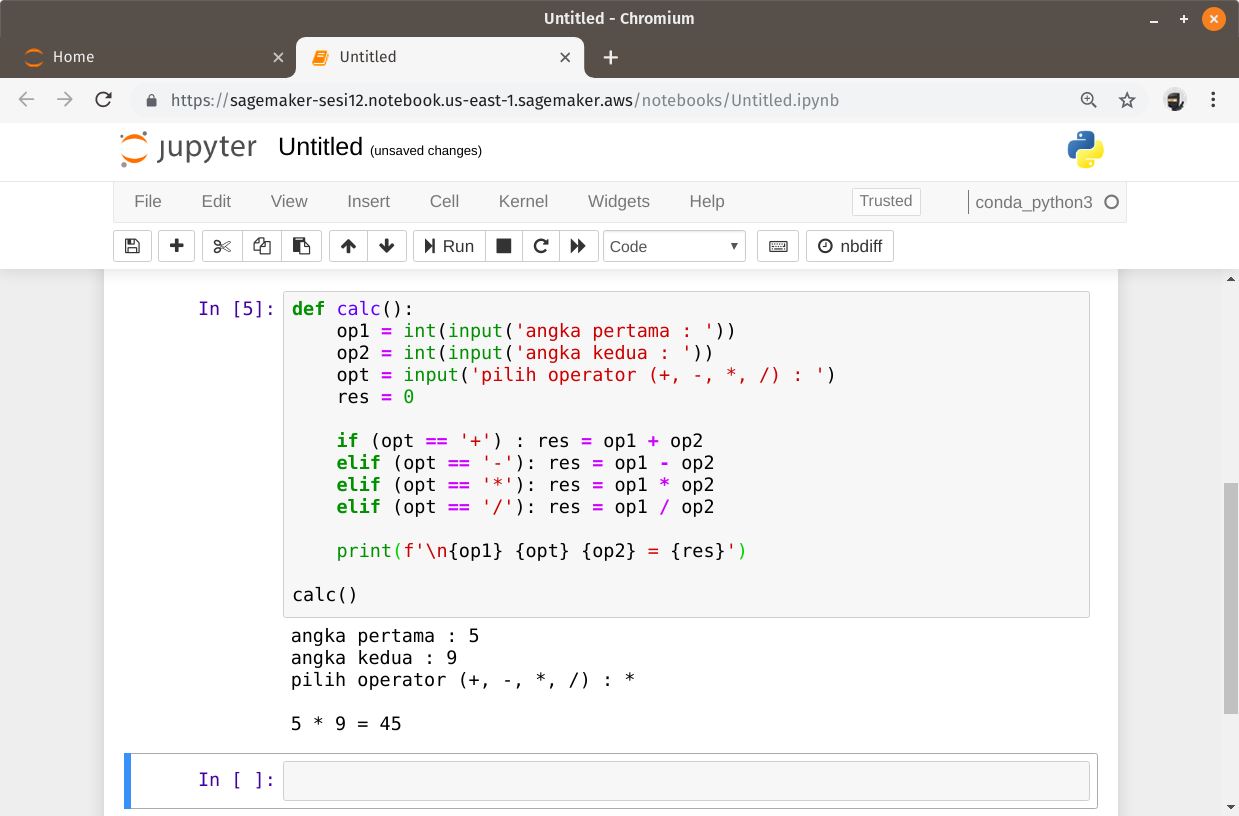 Untitled - Chromium
Home
Untitled
https://sagemaker-sesi12.notebook.us-east-1.sagemaker.aws/notebooks/Untitled.ipynb
jupyter Untitled (unsaved changes)
File Edit View Insert Cell Kernel Widgets Help Trusted conda_python3
Run Code nbdiff
In [5]: def calc():
    op1 = int(input('angka pertama : '))
    op2 = int(input('angka kedua : '))
    opt = input('pilih operator (+, -, *, /) : ')
    res = 0
    if (opt == '+') : res = op1 + op2
    elif (opt == '-'): res = op1 - op2
    elif (opt == '*'): res = op1 * op2
    elif (opt == '/'): res = op1 / op2
    print(f'\n{op1} {opt} {op2} = {res}')
calc()
angka pertama : 5
angka kedua : 9
pilih operator (+, -, *, /) : *
5 * 9 = 45
In [ ]: